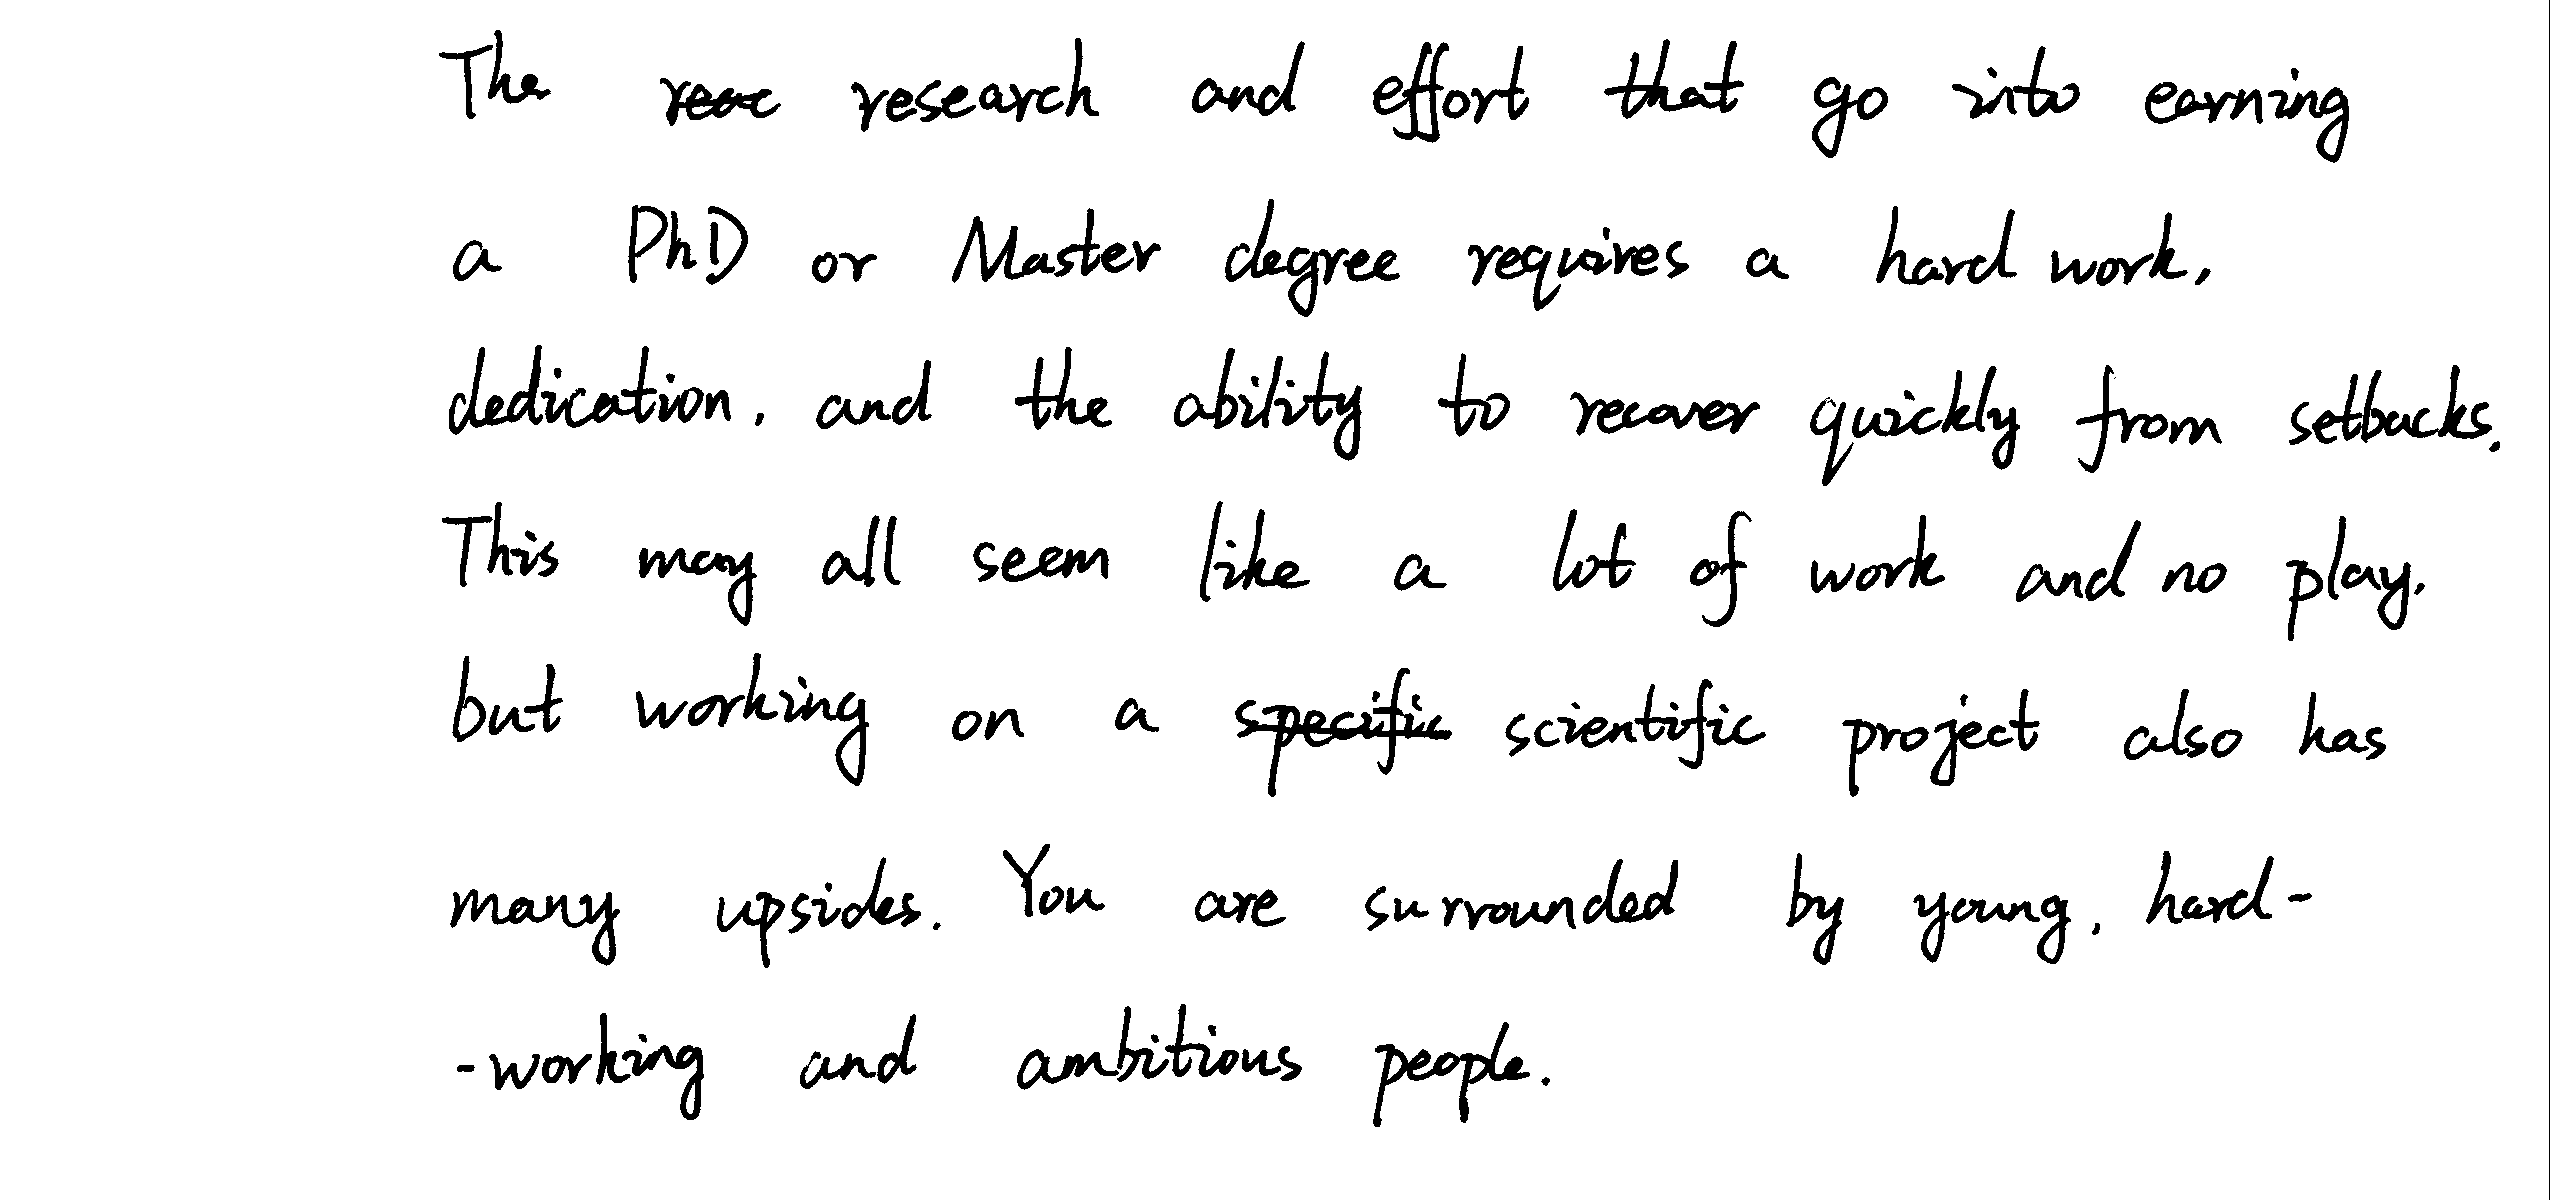 The research and effort that go into earning
a PhD or Master degree requires a hard work,
dedication, and the ability to recover quickly from setbacks.
This may all seem like a lot of work and no play,
but working on a scientific project also has
many upsides. You are surrounded by young, hard-
-working and ambitious people.